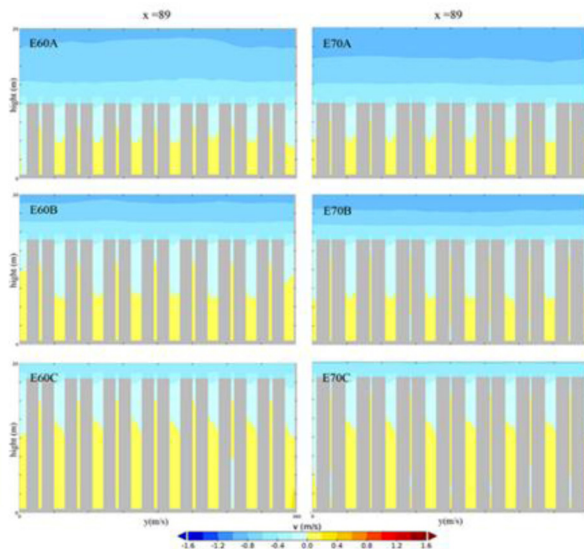 x =89 x =89
E60A E70A
hight (m)
E60B E70B
hight (m)
E60C E70C
hight (m)
y(m/s) y(m/s)
v (m/s)
-1.6 -1.2 -0.8 -0.4 0.0 0.4 0.8 1.2 1.6